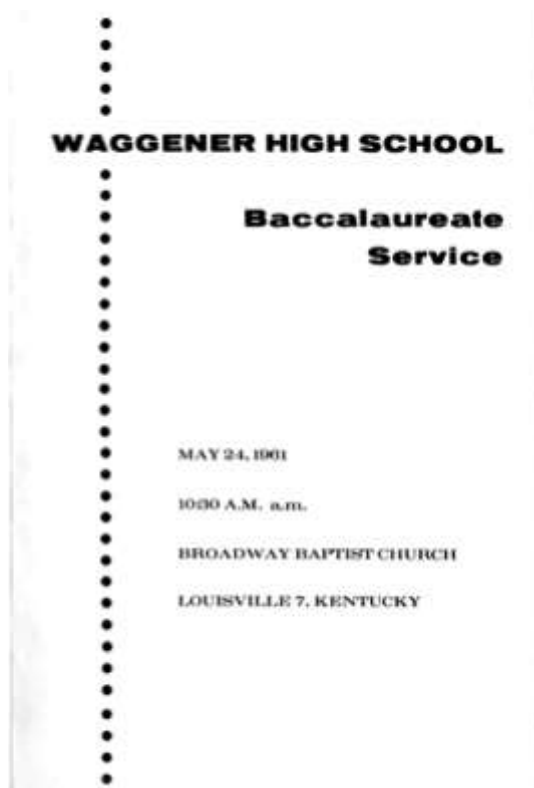 WAGGENER HIGH SCHOOL
Baccalaureate
Service
MAY 24, 1961
10:30 A.M. a.m.
BROADWAY BAPTIST CHURCH
LOUISVILLE 7, KENTUCKY